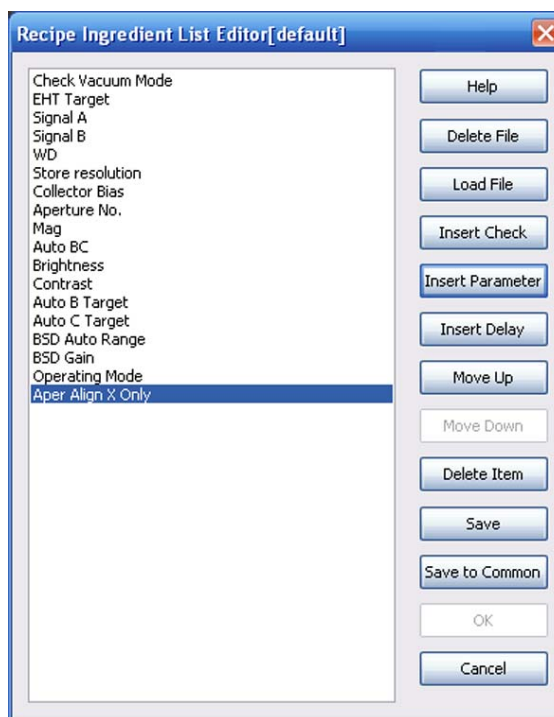 Recipe Ingredient List Editor[default]
Check Vacuum Mode
EHT Target
Signal A
Signal B
WD
Store resolution
Collector Bias
Aperture No.
Mag
Auto BC
Brightness
Contrast
Auto B Target
Auto C Target
BSD Auto Range
BSD Gain
Operating Mode
Aper Align X Only
Help
Delete File
Load File
Insert Check
Insert Parameter
Insert Delay
Move Up
Move Down
Delete Item
Save
Save to Common
OK
Cancel